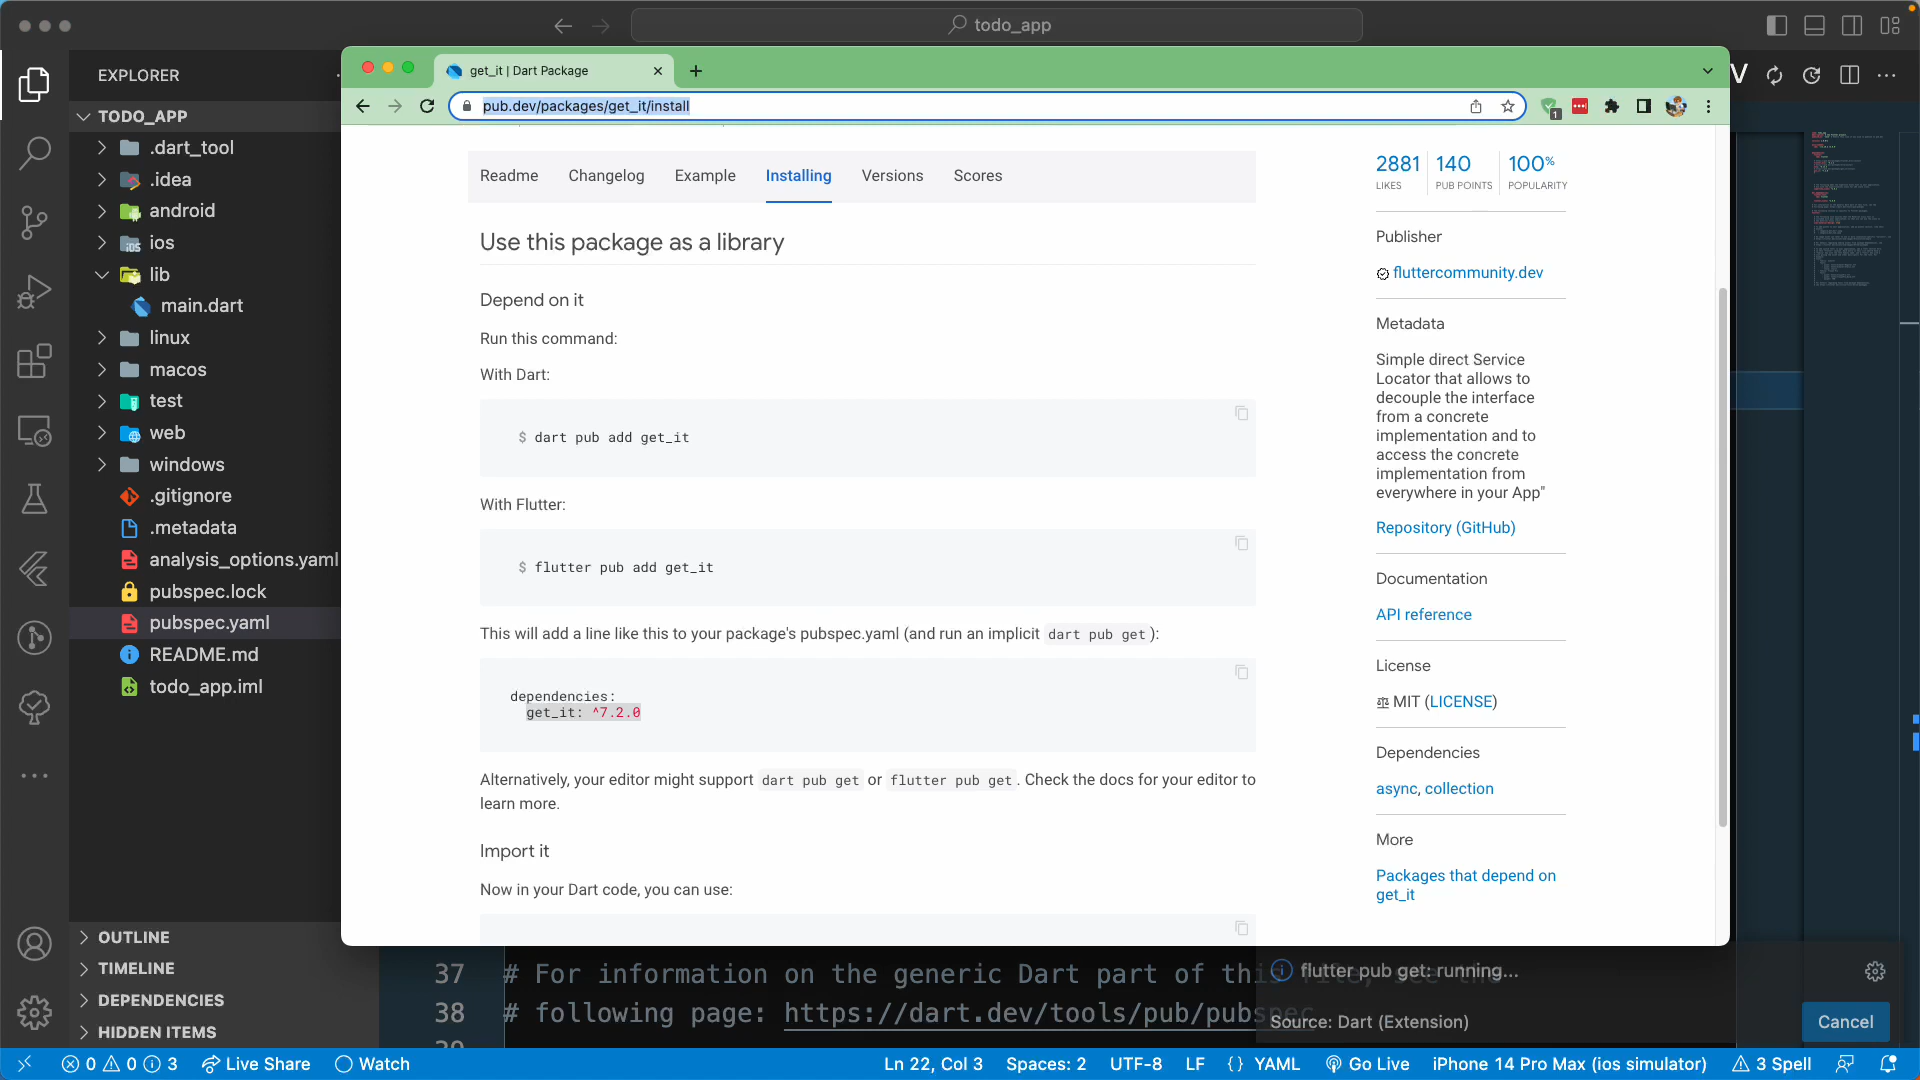 todo_app
EXPLORER
TODO_APP
.dart_tool
.idea
android
ios
lib
main.dart
linux
macos
test
web
windows
.gitignore
.metadata
analysis_options.yaml
pubspec.lock
pubspec.yaml
README.md
todo_app.iml
OUTLINE
TIMELINE
DEPENDENCIES
HIDDEN ITEMS
get_it | Dart Package
pub.dev/packages/get_it/install
1
V
Readme Changelog Example Installing Versions Scores
Use this package as a library
Depend on it
Run this command:
With Dart:
$ dart pub add get_it
With Flutter:
$ flutter pub add get_it
This will add a line like this to your package's pubspec.yaml (and run an implicit dart pub get):
dependencies:
get_it: ^7.2.0
Alternatively, your editor might support dart pub get or flutter pub get. Check the docs for your editor to
learn more.
Import it
Now in your Dart code, you can use:
2881 140 100%
LIKES PUB POINTS POPULARITY
Publisher
fluttercommunity.dev
Metadata
Simple direct Service
Locator that allows to
decouple the interface
from a concrete
implementation and to
access the concrete
implementation from
everywhere in your App"
Repository (GitHub)
Documentation
API reference
License
MIT (LICENSE)
Dependencies
async, collection
More
Packages that depend on
get_it
37 # For information on the generic Dart part of this file, see the
38 # following page: https://dart.dev/tools/pub/pubspec
39
flutter pub get: running...
Source: Dart (Extension)
Cancel
0 0 3 Live Share Watch Ln 22, Col 3 Spaces: 2 UTF-8 LF {} YAML Go Live iPhone 14 Pro Max (ios simulator) 3 Spell